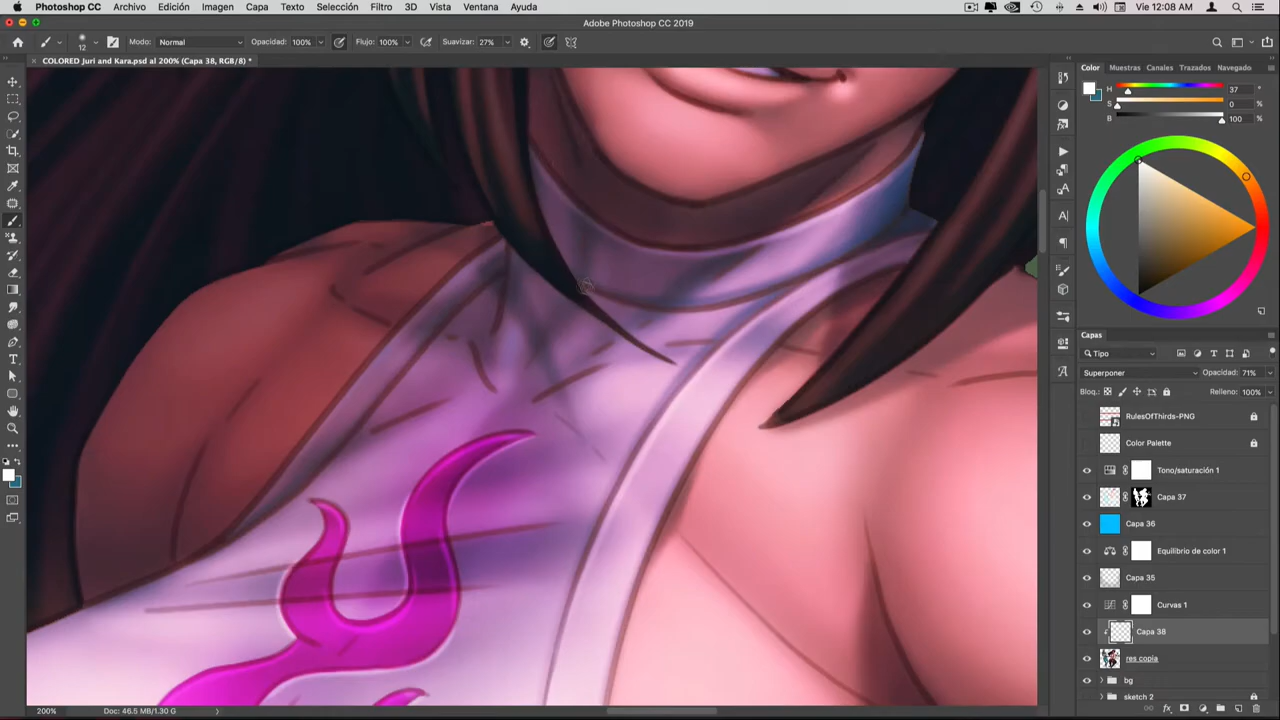 Photoshop CC Archivo Edición Imagen Capa Texto Selección Filtro 3D Vista Ventana Ayuda Vie 12:08 AM
Adobe Photoshop CC 2019
12 Modo: Normal Opacidad: 100% Flujo: 100% Suavizar: 27%
× COLORED Juri and Kara.psd al 200% (Capa 38, RGB/8) *
Color Muestras Canales Trazados Navegado
H 37 °
S 0 %
B 100 %
Capas
Tipo
Superponer Opacidad: 71%
Bloq.: Relleno: 100%
RulesOfThirds-PNG
Color Palette
Tono/saturación 1
Capa 37
Capa 36
Equilibrio de color 1
Capa 35
Curvas 1
Capa 38
res copia
bg
sketch 2
200% Doc: 46.5 MB/1.30 G